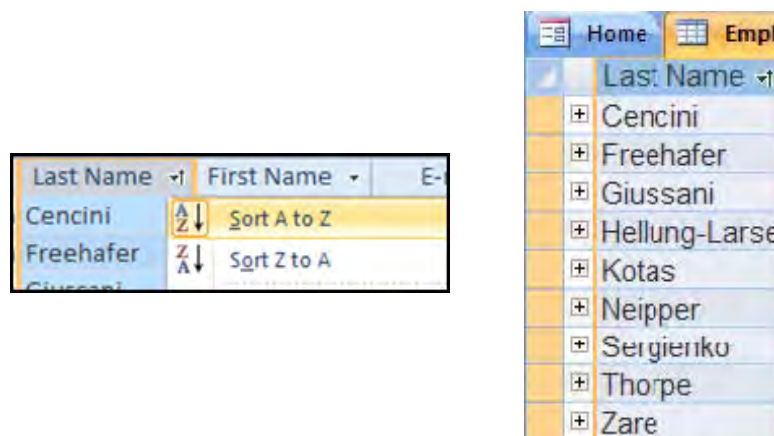 Last Name First Name
Cencini
Sort A to Z
Freehafer
Sort Z to A
Giussani
Home
Last Name
Cencini
Freehafer
Giussani
Kotas
Neipper
Sergienko
Thorpe
Zare